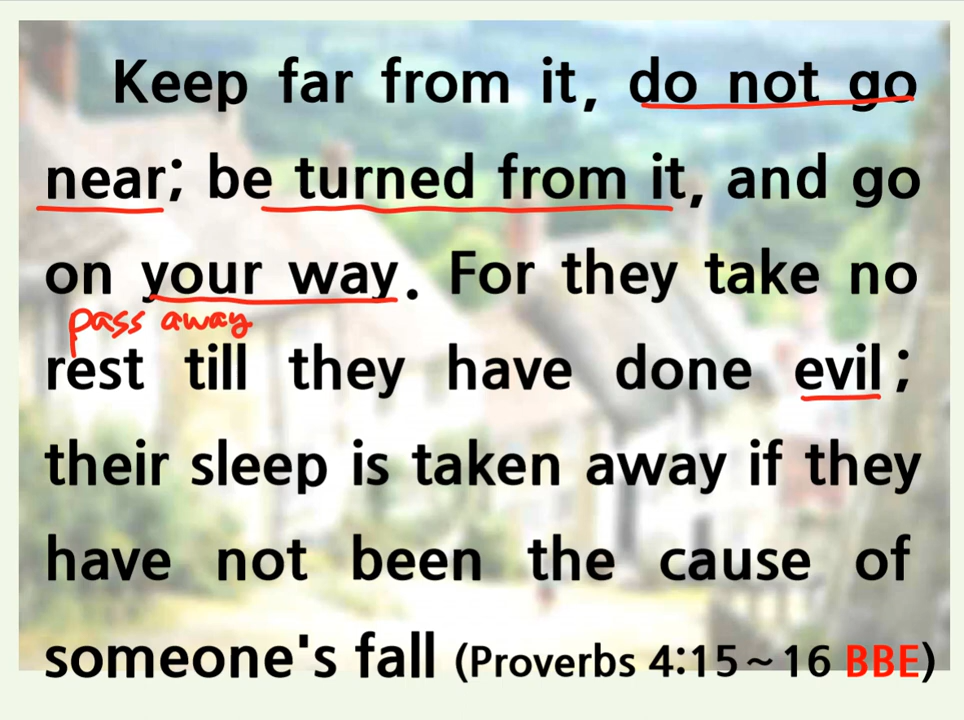 Keep far from it, do not go
near; be turned from it, and go
on your way. For they take no
pass away
rest till they have done evil;
their sleep is taken away if they
have not been the cause of
someone's fall (Proverbs 4:15~16 BBE)